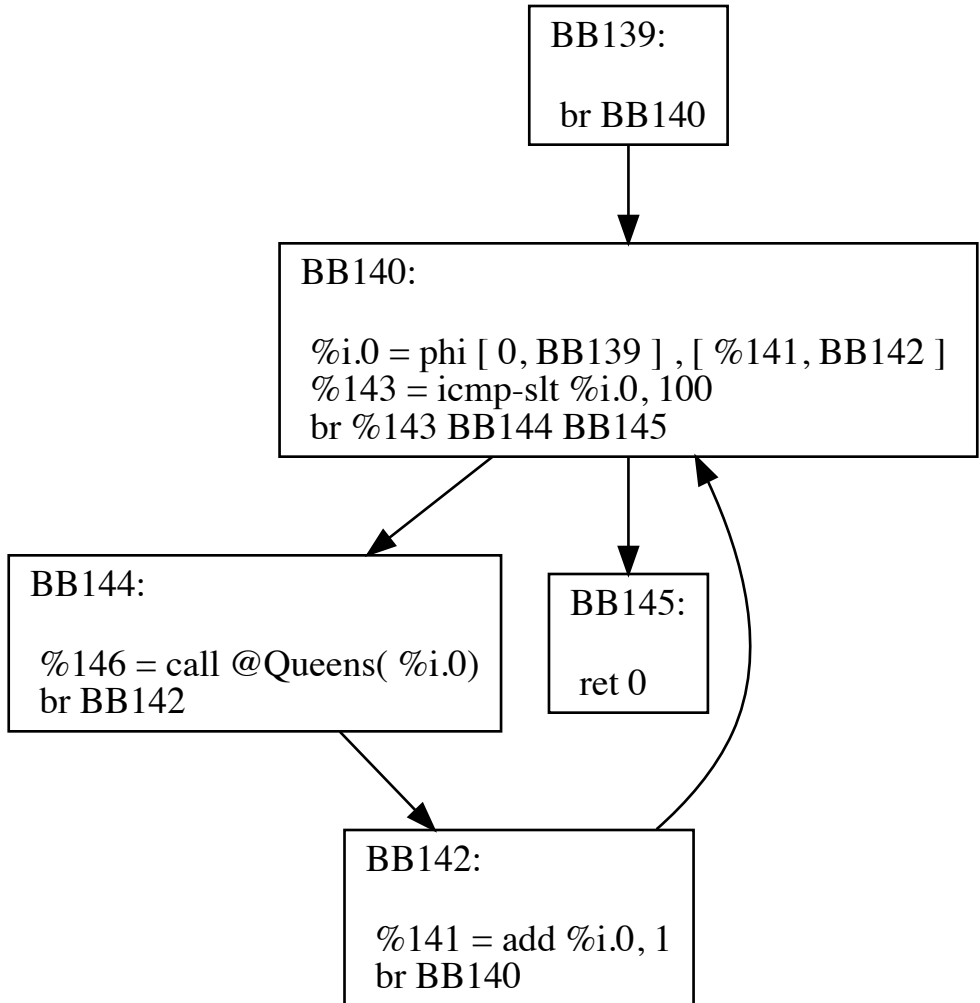 BB139:
br BB140
BB140:
%i.0 = phi [ 0, BB139 ] , [ %141, BB142 ]
%143 = icmp-slt %i.0, 100
br %143 BB144 BB145
BB144:
%146 = call @Queens( %i.0)
br BB142
BB145:
ret 0
BB142:
%141 = add %i.0, 1
br BB140